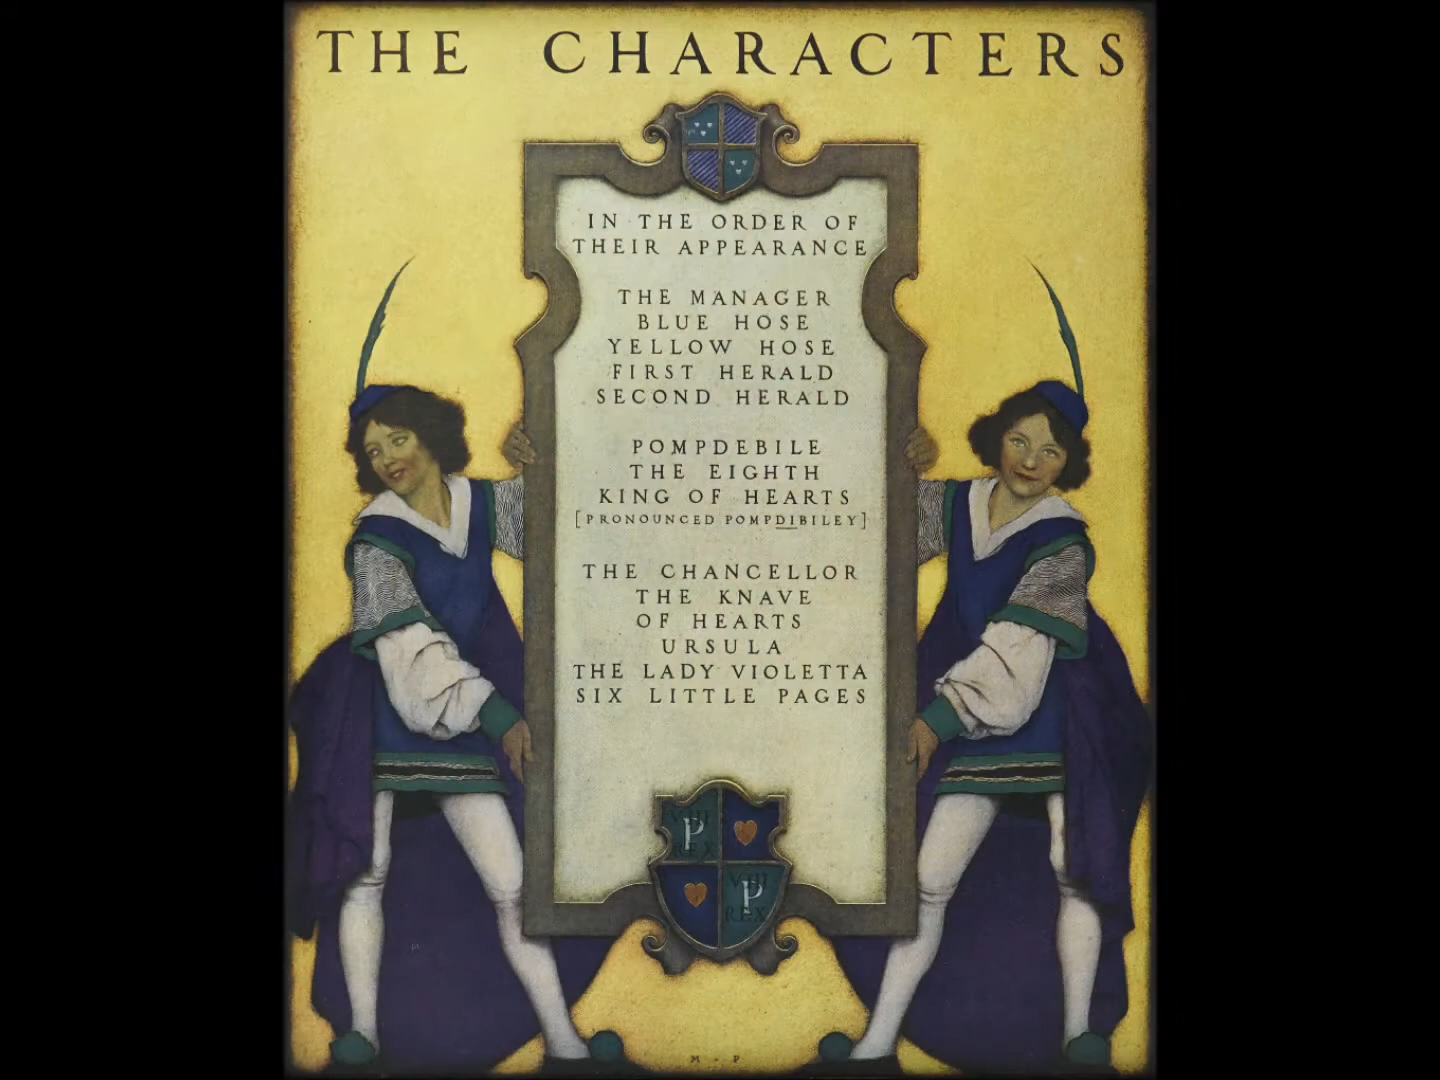 THE CHARACTERS
IN THE ORDER OF
THEIR APPEARANCE
THE MANAGER
BLUE HOSE
YELLOW HOSE
FIRST HERALD
SECOND HERALD
POMPDEBILE
THE EIGHTH
KING OF HEARTS
[PRONOUNCED POMPDIBILEY]
THE CHANCELLOR
THE KNAVE
OF HEARTS
URSULA
THE LADY VIOLETTA
SIX LITTLE PAGES
VIII
P
REX
VIII
P
REX
M - P